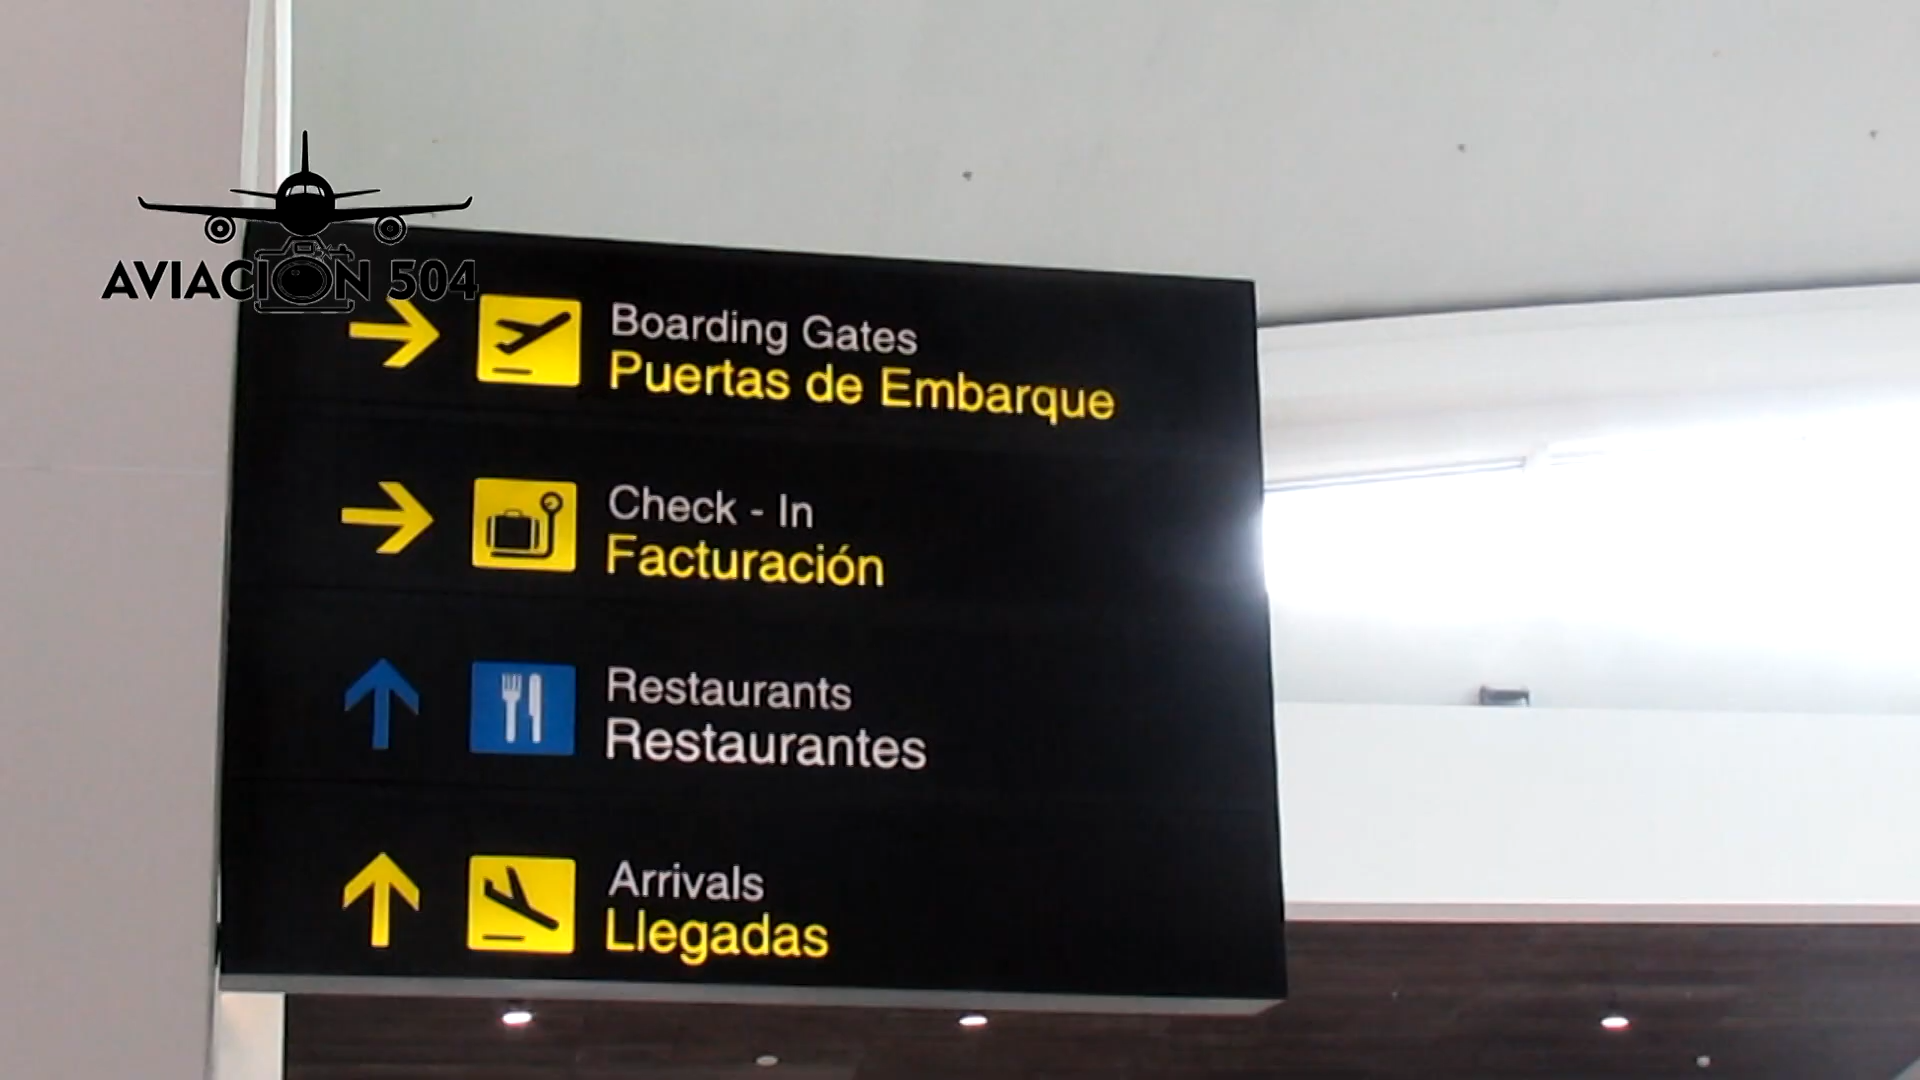 AVIACION 504
Boarding Gates
Puertas de Embarque
Check - In
Facturación
Restaurants
Restaurantes
Arrivals
Llegadas